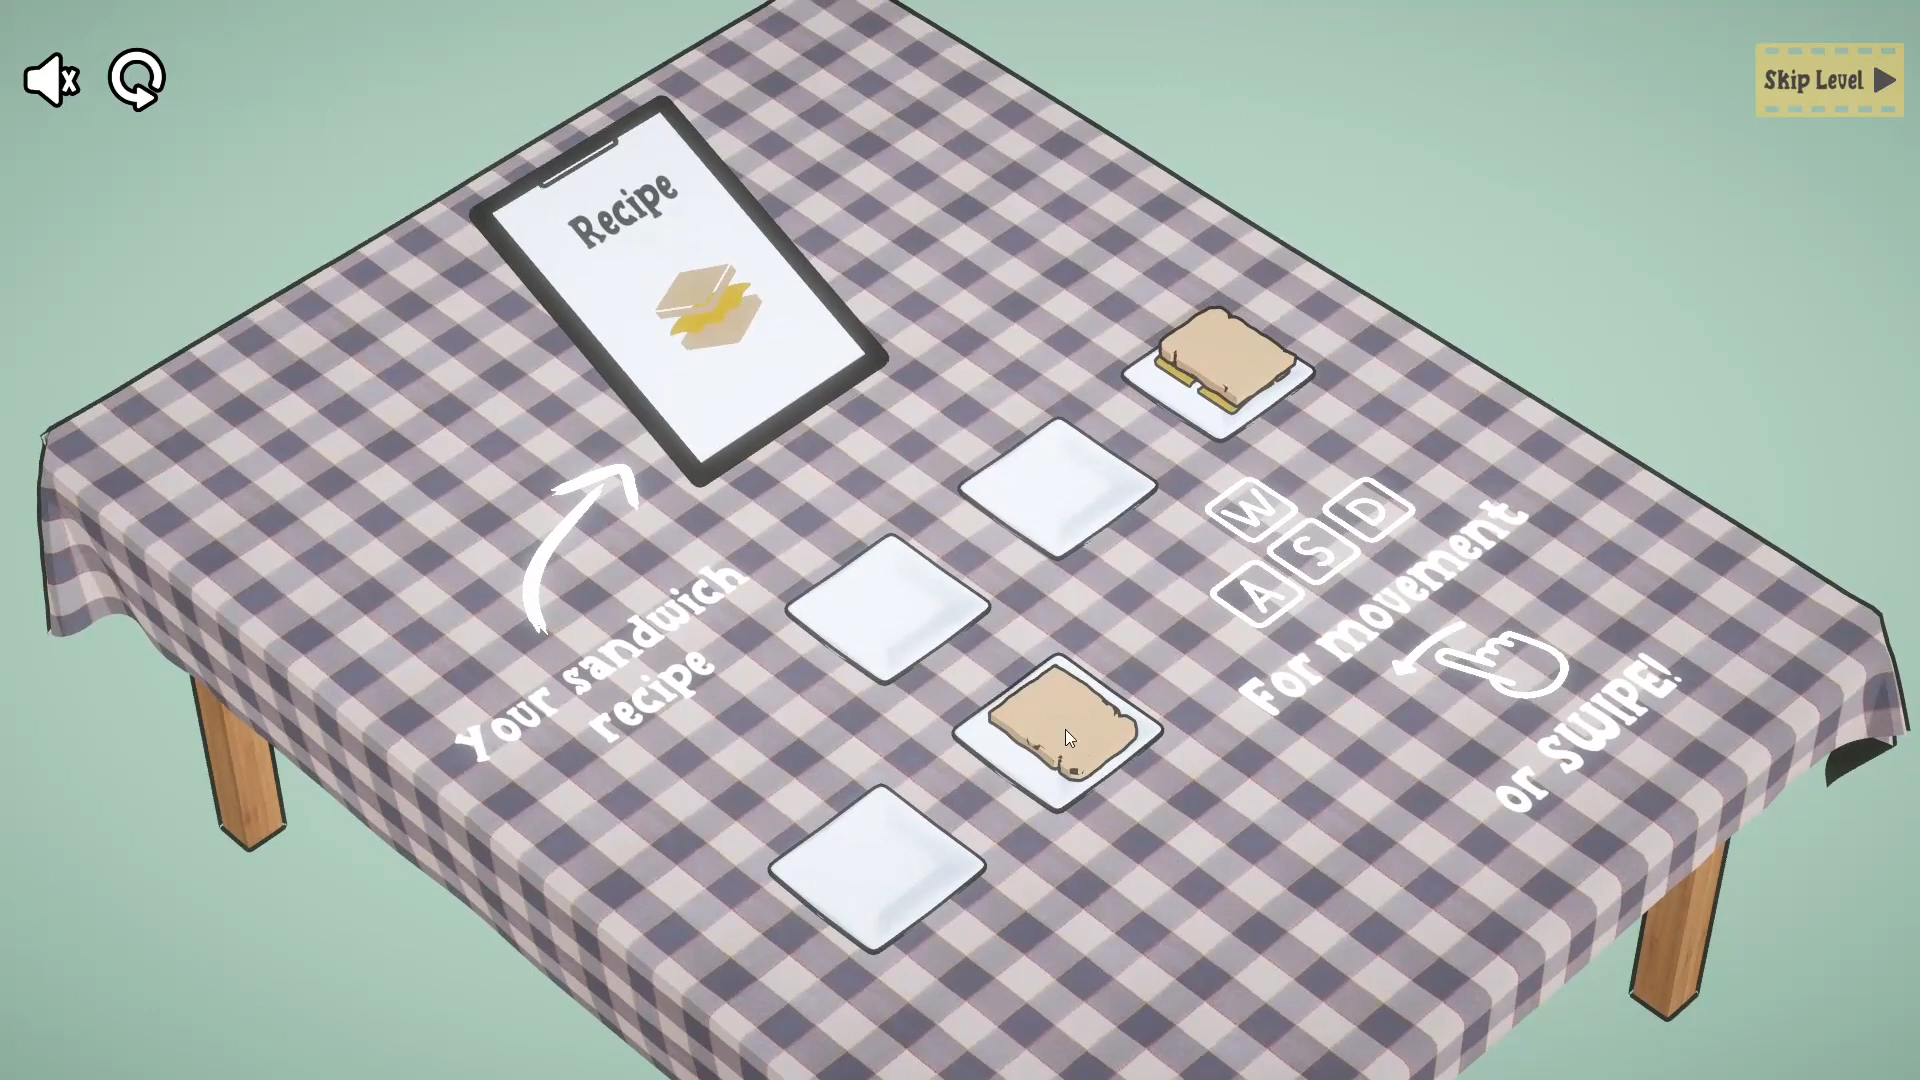 Skip Level
Recipe
Your sandwich
recipe
W
A S D
For movement
or SWIPE!